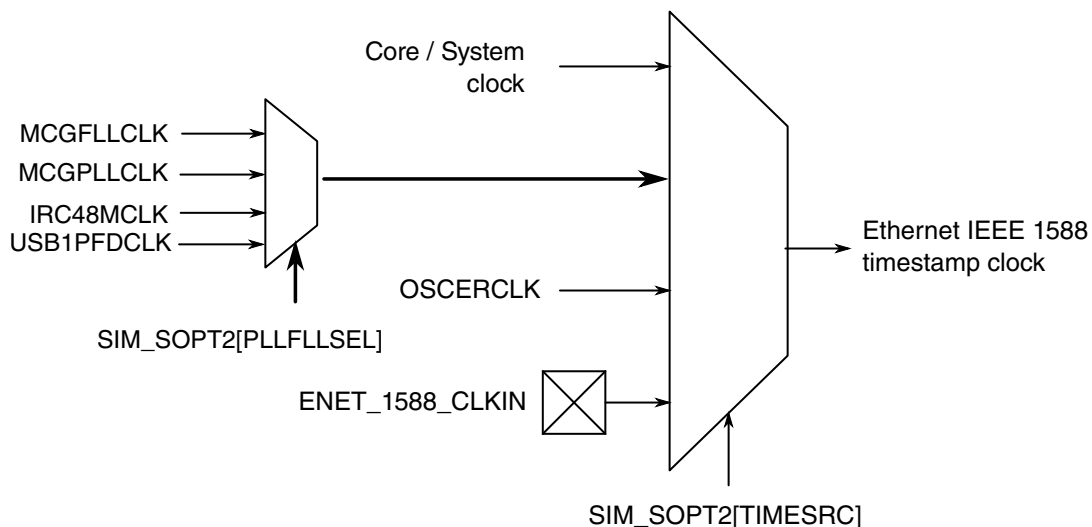 Core / System
clock
MCGFLLCLK
MCGPLLCLK
IRC48MCLK
USB1PFDCLK
Ethernet IEEE 1588
timestamp clock
OSCERCLK
SIM_SOPT2[PLLFLLSEL]
ENET_1588_CLKIN
SIM_SOPT2[TIMESRC]